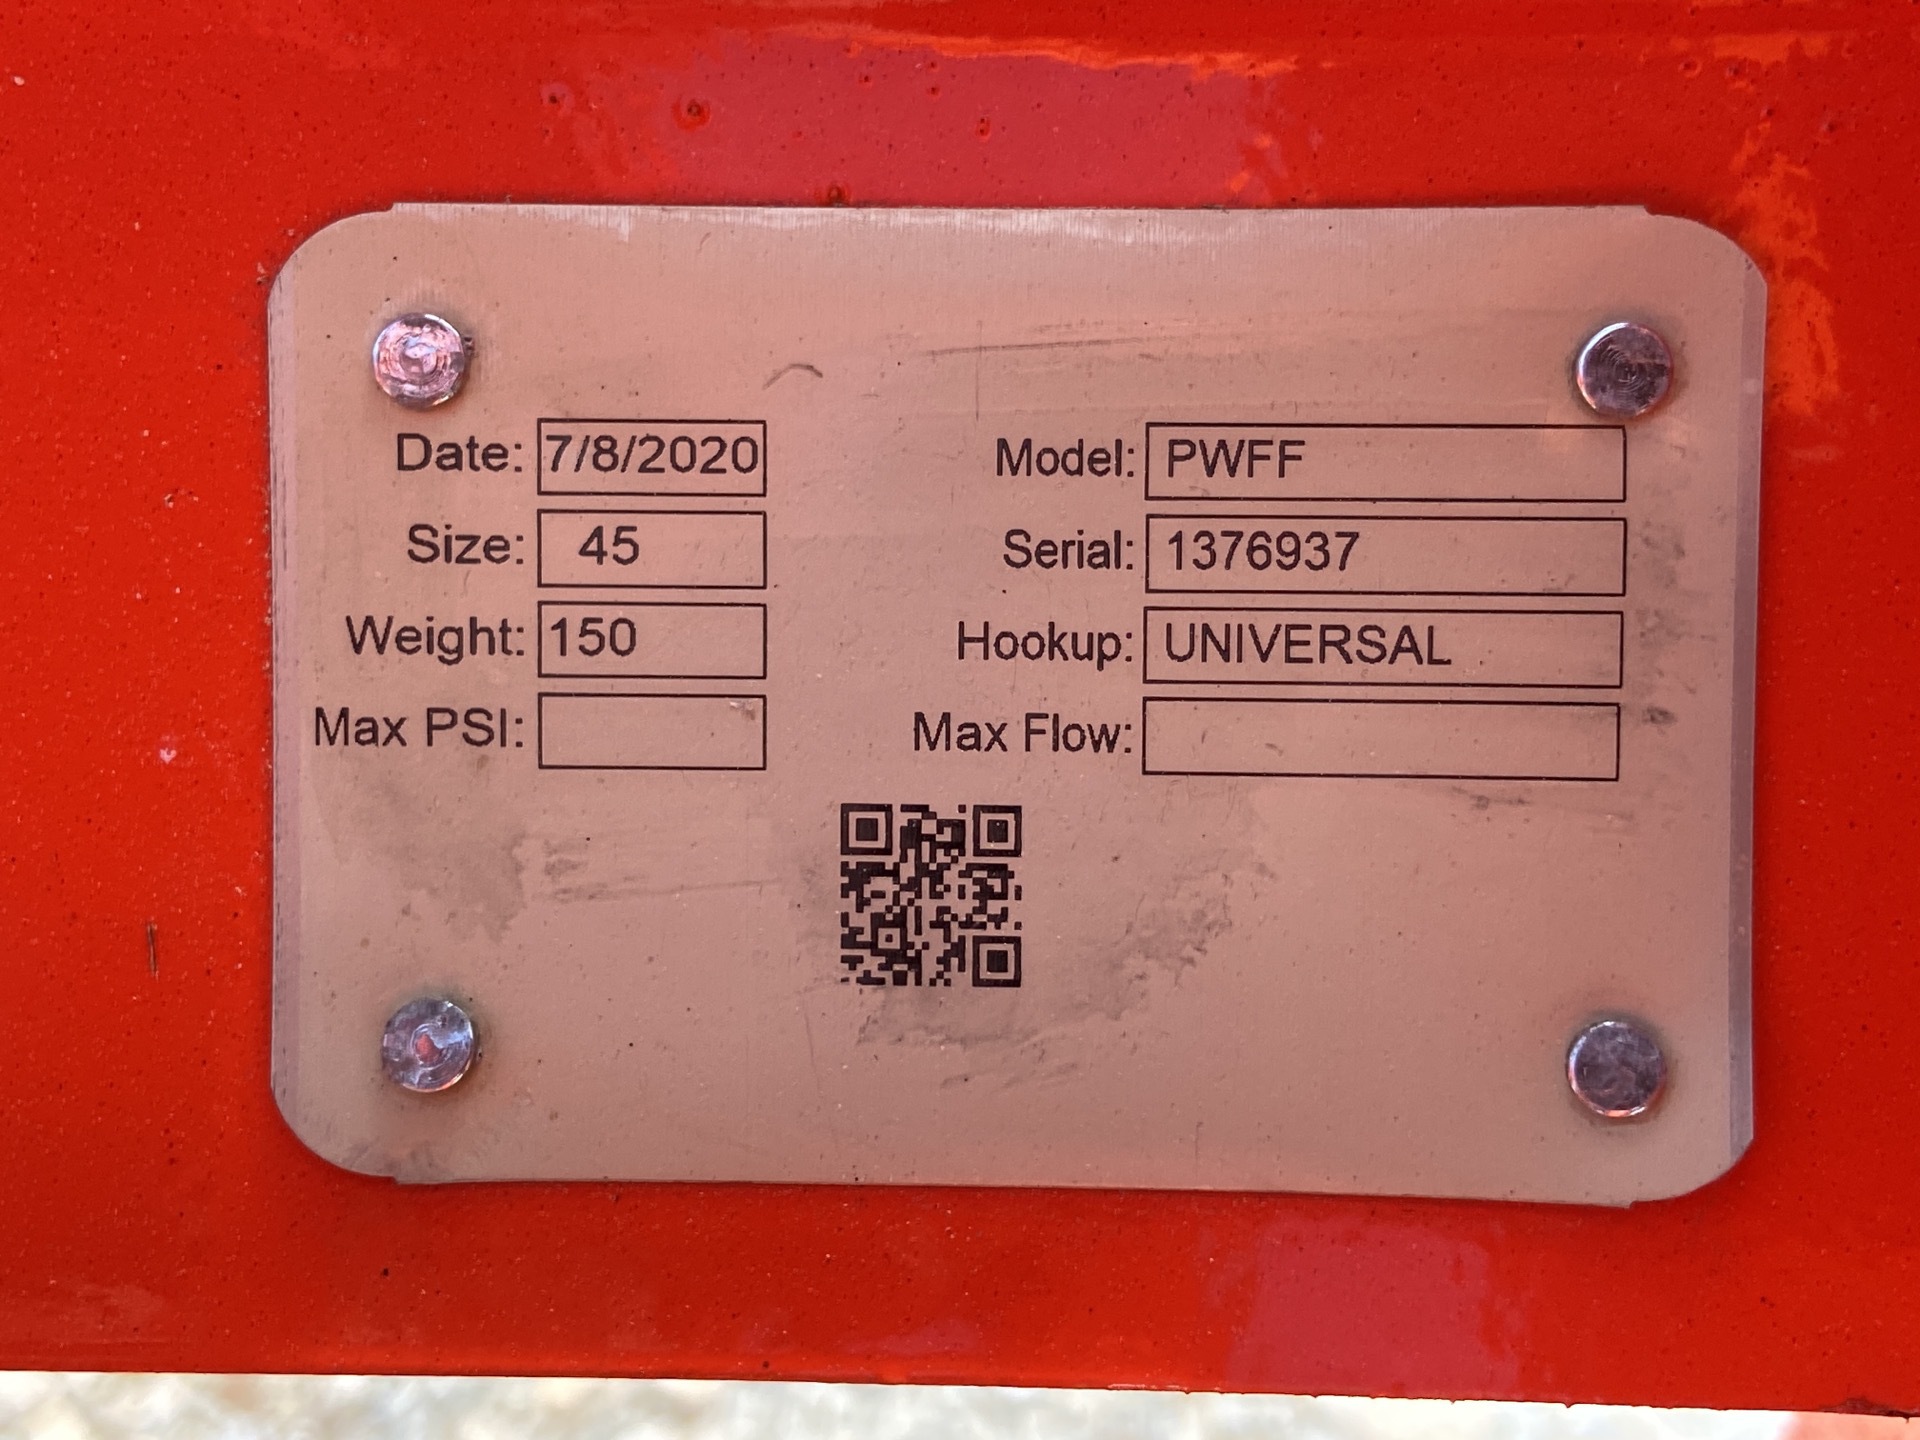 Date: 7/8/2020 Model: PWFF
Size: 45 Serial: 1376937
Weight: 150 Hookup: UNIVERSAL
Max PSI: Max Flow: